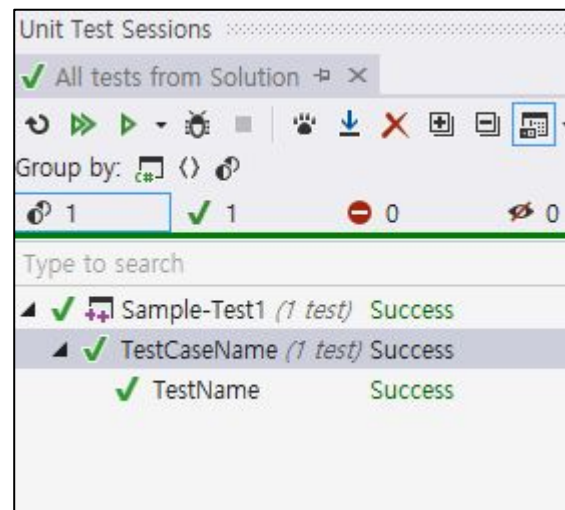 Unit Test Sessions
All tests from Solution
Group by: C#
1 1 0 0
Type to search
Sample-Test1 (1 test) Success
TestCaseName (1 test) Success
TestName Success